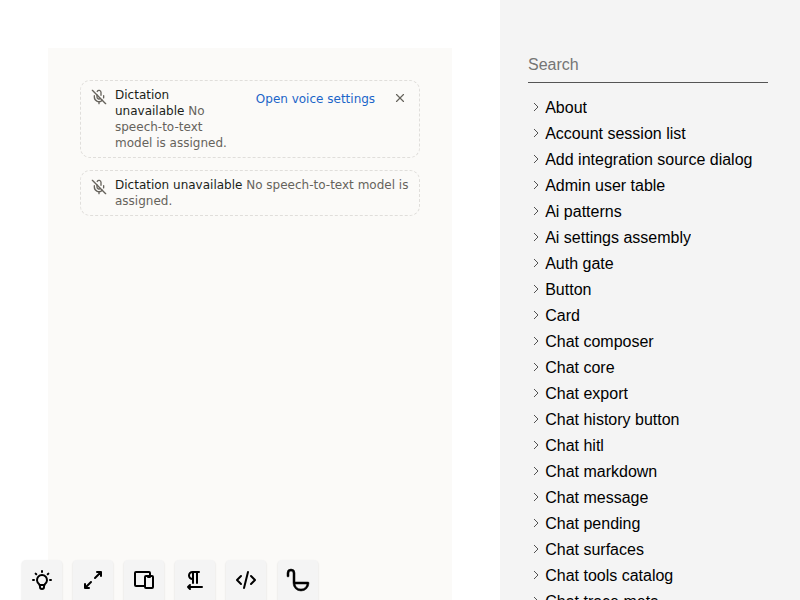 Dictation
unavailable No
speech-to-text
model is assigned.
Open voice settings
Dictation unavailable No speech-to-text model is
assigned.
Search
About
Account session list
Add integration source dialog
Admin user table
Ai patterns
Ai settings assembly
Auth gate
Button
Card
Chat composer
Chat core
Chat export
Chat history button
Chat hitl
Chat markdown
Chat message
Chat pending
Chat surfaces
Chat tools catalog
Chat trace meta